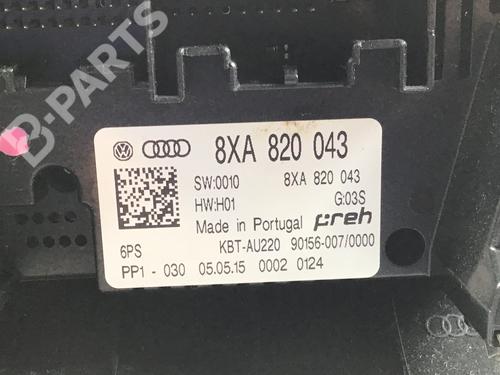 B-PARTS
8XA 820 043
SW:0010 8XA 820 043
HW:H01 G:03S
Made in Portugal preh
6PS KBT-AU220 90156-007/0000
PP1 - 030 05.05.15 0002 0124